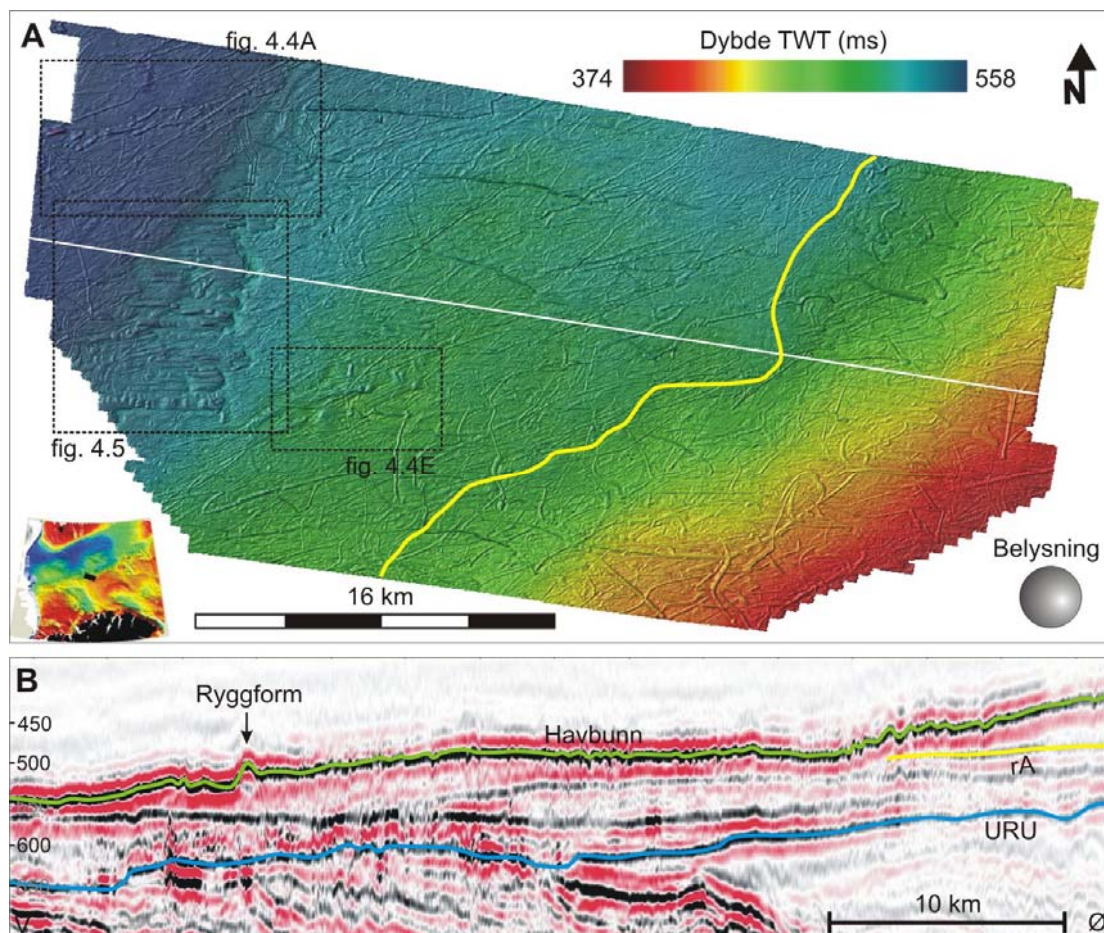 A
fig. 4.4A
Dybde TWT (ms)
374
558
N
fig. 4.5
fig. 4.4E
16 km
Belysning
B
Ryggform
450
Havbunn
500
rA
URU
600
10 km
V
Ø